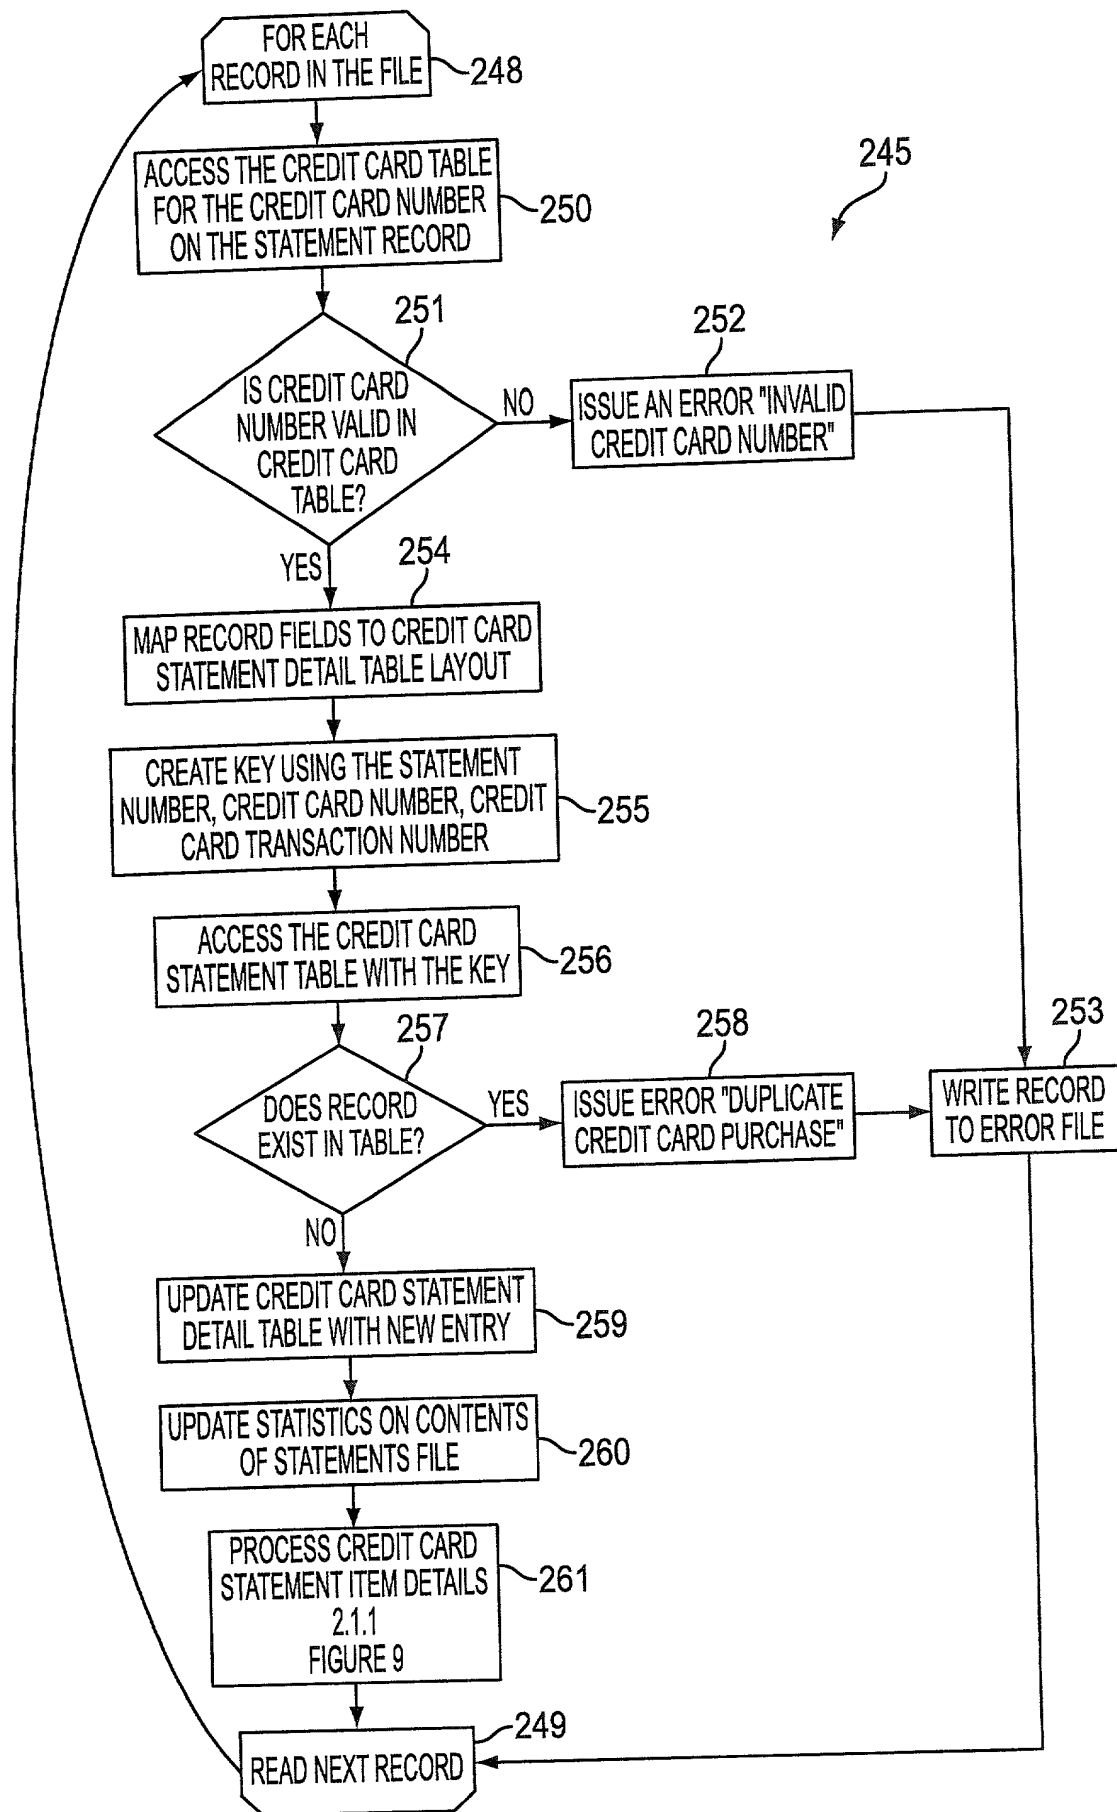 FOR EACH
RECORD IN THE FILE
248
ACCESS THE CREDIT CARD TABLE
FOR THE CREDIT CARD NUMBER
ON THE STATEMENT RECORD
250
245
251
IS CREDIT CARD
NUMBER VALID IN
CREDIT CARD
TABLE?
NO
252
ISSUE AN ERROR "INVALID
CREDIT CARD NUMBER"
YES
254
MAP RECORD FIELDS TO CREDIT CARD
STATEMENT DETAIL TABLE LAYOUT
CREATE KEY USING THE STATEMENT
NUMBER, CREDIT CARD NUMBER, CREDIT
CARD TRANSACTION NUMBER
255
ACCESS THE CREDIT CARD
STATEMENT TABLE WITH THE KEY
256
257
DOES RECORD
EXIST IN TABLE?
YES
258
ISSUE ERROR "DUPLICATE
CREDIT CARD PURCHASE"
253
WRITE RECORD
TO ERROR FILE
NO
UPDATE CREDIT CARD STATEMENT
DETAIL TABLE WITH NEW ENTRY
259
UPDATE STATISTICS ON CONTENTS
OF STATEMENTS FILE
260
PROCESS CREDIT CARD
STATEMENT ITEM DETAILS
2.1.1
FIGURE 9
261
249
READ NEXT RECORD